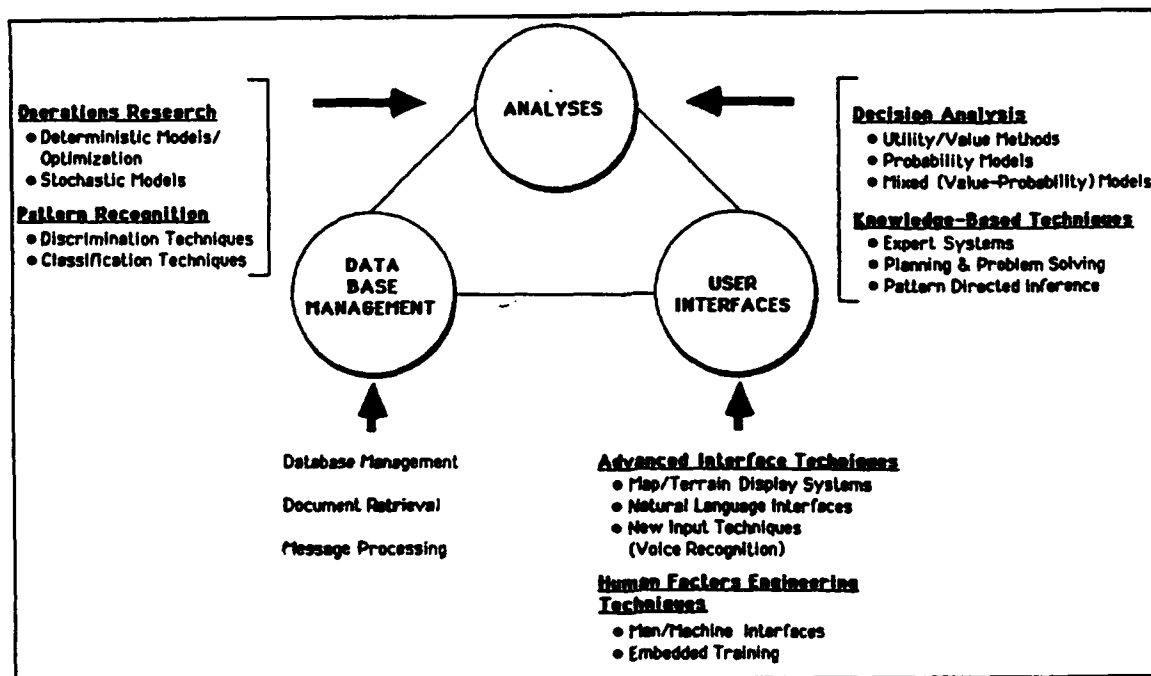 ANALYSES
Operations Research
● Deterministic Models/
Optimization
● Stochastic Models
Pattern Recognition
● Discrimination Techniques
● Classification Techniques
Decision Analysis
● Utility/Value Methods
● Probability Models
● Mixed (Value-Probability) Models
Knowledge-Based Techniques
● Expert Systems
● Planning & Problem Solving
● Pattern Directed Inference
DATA
BASE
MANAGEMENT
USER
INTERFACES
Database Management
Document Retrieval
Message Processing
Advanced Interface Techniques
● Map/Terrain Display Systems
● Natural Language Interfaces
● New Input Techniques
(Voice Recognition)
Human Factors Engineering
Techniques
● Man/Machine Interfaces
● Embedded Training